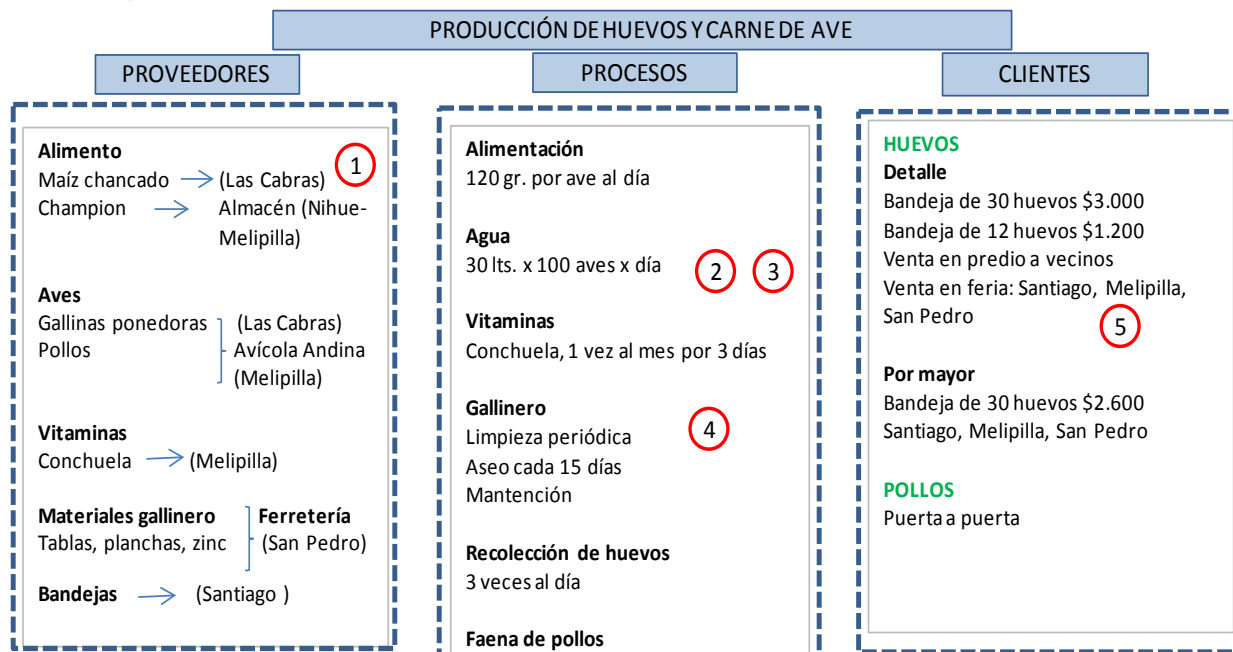 PRODUCCIÓN DE HUEVOS Y CARNE DE AVE
PROVEEDORES
Alimento
1
Maíz chancado (Las Cabras)
Champion Almacén (Nihue-
Melipilla)
Aves
Gallinas ponedoras (Las Cabras)
Pollos Avícola Andina
(Melipilla)
Vitaminas
Conchuela (Melipilla)
Materiales gallinero Ferretería
Tablas, planchas, zinc (San Pedro)
Bandejas (Santiago )
PROCESOS
Alimentación
120 gr. por ave al día
Agua
30 lts. x 100 aves x día 2 3
Vitaminas
Conchuela, 1 vez al mes por 3 días
Gallinero
Limpieza periódica 4
Aseo cada 15 días
Mantención
Recolección de huevos
3 veces al día
Faena de pollos
CLIENTES
HUEVOS
Detalle
Bandeja de 30 huevos $3.000
Bandeja de 12 huevos $1.200
Venta en predio a vecinos
Venta en feria: Santiago, Melipilla,
San Pedro 5
Por mayor
Bandeja de 30 huevos $2.600
Santiago, Melipilla, San Pedro
POLLOS
Puerta a puerta